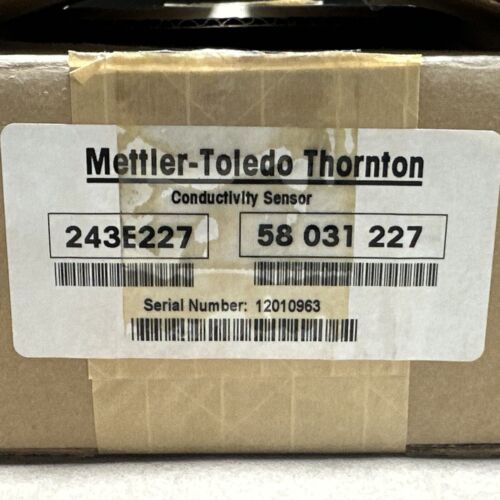 Mettler-Toledo Thornton
Conductivity Sensor
243E227 58 031 227
Serial Number: 12010963